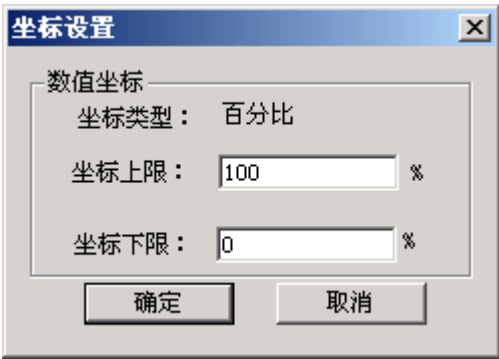 坐标设置
数值坐标
坐标类型： 百分比
坐标上限： 100 %
坐标下限： 0 %
确定 取消